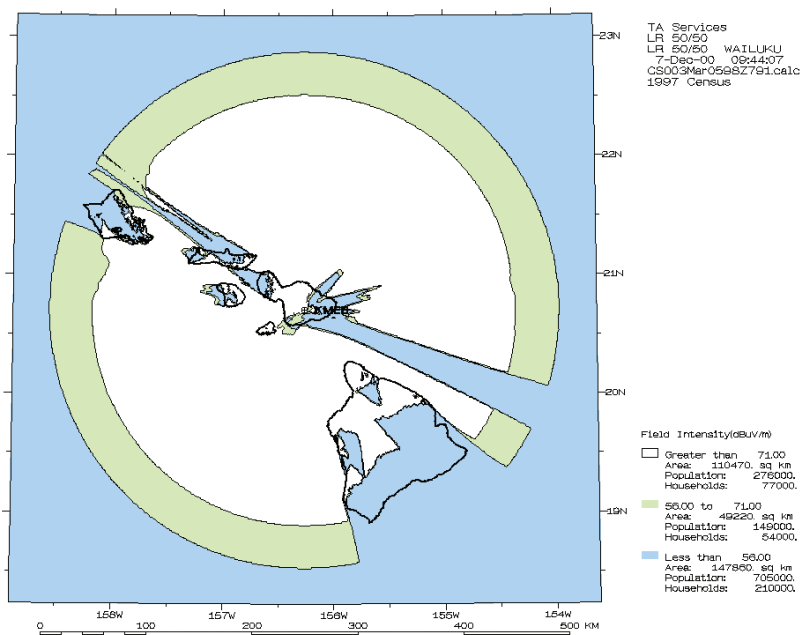 TA Services
LR 50/50
LR 50/50 WAILUKU
7-Dec-00 09:44:07
CS003Mar0598Z791.calc
1997 Census
23N
22N
21N
KMEB
20N
19N
Field Intensity(dBuV/m)
Greater than 71.00
Area: 110470. sq km
Population: 276000.
Households: 77000.
56.00 to 71.00
Area: 49220. sq km
Population: 149000.
Households: 54000.
Less than 56.00
Area: 147860. sq km
Population: 705000.
Households: 210000.
158W 157W 156W 155W 154W
0 100 200 300 400 500 KM